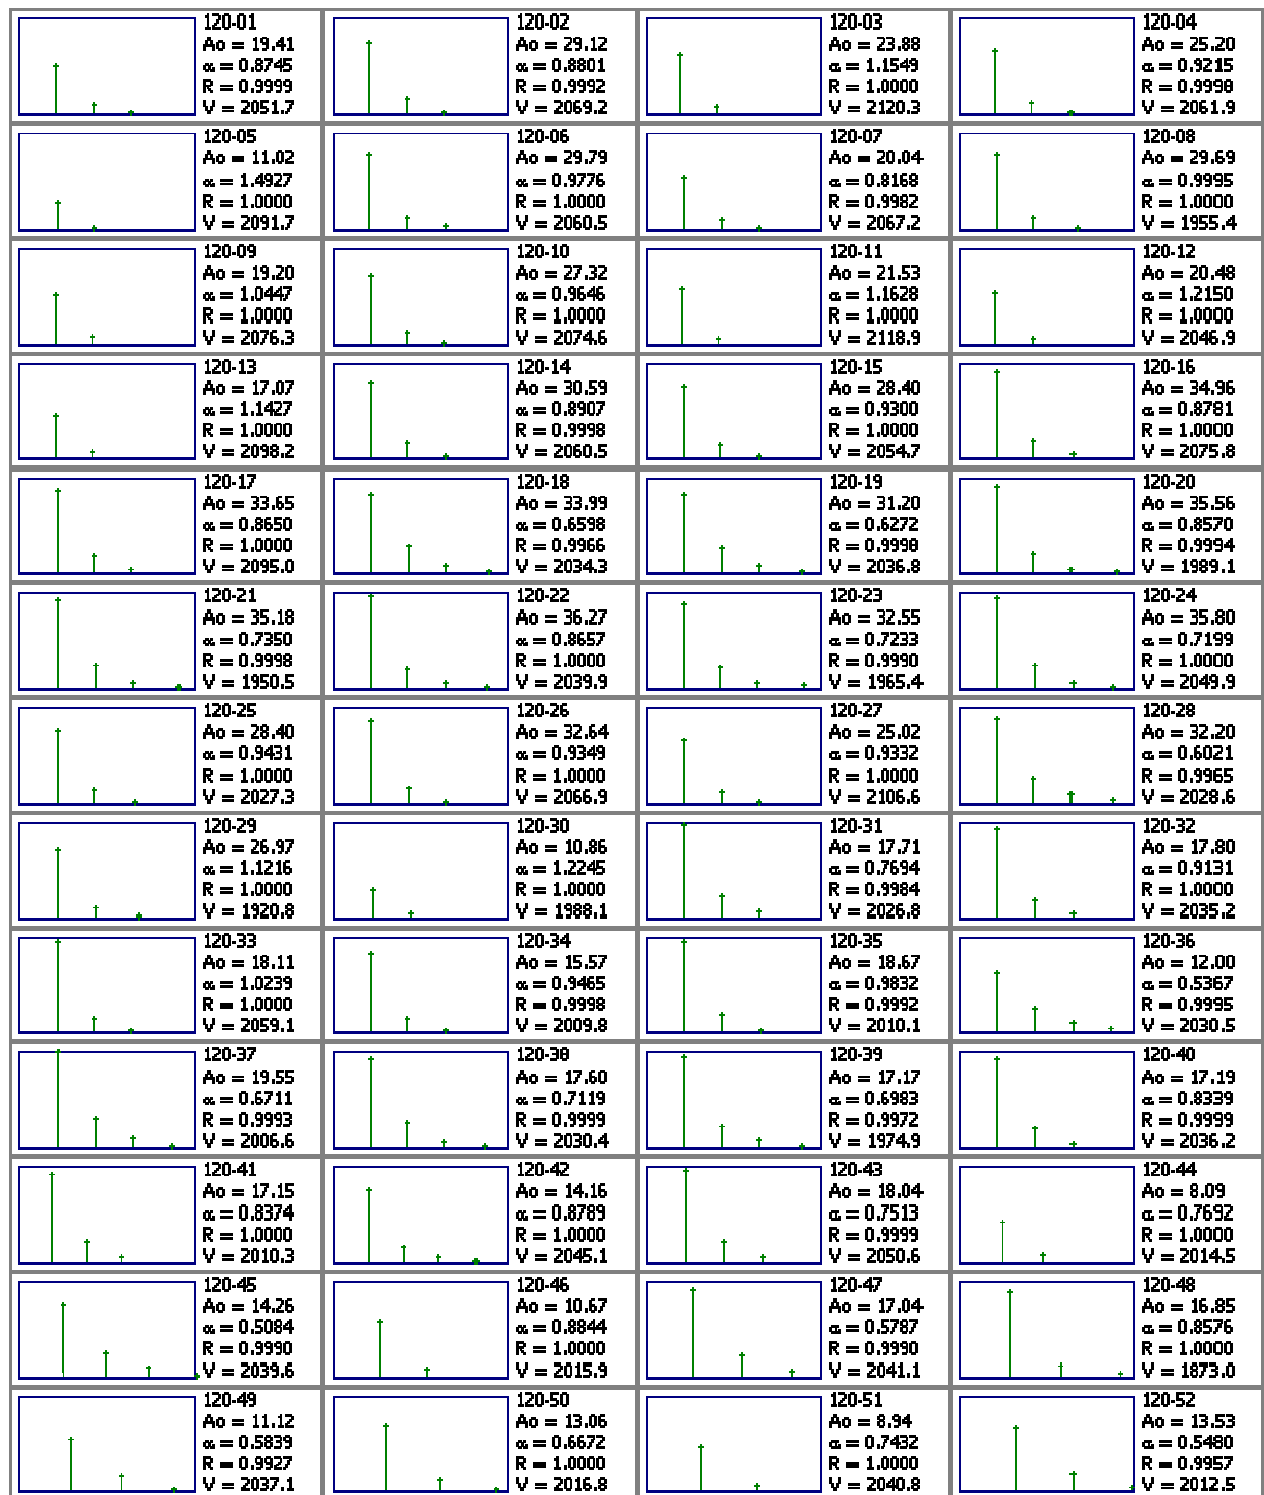 120-01
Ao = 19.41
α = 0.8745
R = 0.9999
V = 2051.7
120-02
Ao = 29.12
α = 0.8801
R = 0.9992
V = 2069.2
120-03
Ao = 23.88
α = 1.1549
R = 1.0000
V = 2120.3
120-04
Ao = 25.20
α = 0.9215
R = 0.9998
V = 2061.9
120-05
Ao = 11.02
α = 1.4927
R = 1.0000
V = 2091.7
120-06
Ao = 29.79
α = 0.9776
R = 1.0000
V = 2060.5
120-07
Ao = 20.04
α = 0.8168
R = 0.9982
V = 2067.2
120-08
Ao = 29.69
α = 0.9995
R = 1.0000
V = 1955.4
120-09
Ao = 19.20
α = 1.0447
R = 1.0000
V = 2076.3
120-10
Ao = 27.32
α = 0.9646
R = 1.0000
V = 2074.6
120-11
Ao = 21.53
α = 1.1628
R = 1.0000
V = 2118.9
120-12
Ao = 20.48
α = 1.2150
R = 1.0000
V = 2046.9
120-13
Ao = 17.07
α = 1.1427
R = 1.0000
V = 2098.2
120-14
Ao = 30.59
α = 0.8907
R = 0.9998
V = 2060.5
120-15
Ao = 28.40
α = 0.9300
R = 1.0000
V = 2054.7
120-16
Ao = 34.96
α = 0.8781
R = 1.0000
V = 2075.8
120-17
Ao = 33.65
α = 0.8650
R = 1.0000
V = 2095.0
120-18
Ao = 33.99
α = 0.6598
R = 0.9966
V = 2034.3
120-19
Ao = 31.20
α = 0.6272
R = 0.9998
V = 2036.8
120-20
Ao = 35.56
α = 0.8570
R = 0.9994
V = 1989.1
120-21
Ao = 35.18
α = 0.7350
R = 0.9998
V = 1950.5
120-22
Ao = 36.27
α = 0.8657
R = 1.0000
V = 2039.9
120-23
Ao = 32.55
α = 0.7233
R = 0.9990
V = 1965.4
120-24
Ao = 35.80
α = 0.7199
R = 1.0000
V = 2049.9
120-25
Ao = 28.40
α = 0.9431
R = 1.0000
V = 2027.3
120-26
Ao = 32.64
α = 0.9349
R = 1.0000
V = 2066.9
120-27
Ao = 25.02
α = 0.9332
R = 1.0000
V = 2106.6
120-28
Ao = 32.20
α = 0.6021
R = 0.9965
V = 2028.6
120-29
Ao = 26.97
α = 1.1216
R = 1.0000
V = 1920.8
120-30
Ao = 10.86
α = 1.2245
R = 1.0000
V = 1988.1
120-31
Ao = 17.71
α = 0.7694
R = 0.9984
V = 2026.8
120-32
Ao = 17.80
α = 0.9131
R = 1.0000
V = 2035.2
120-33
Ao = 18.11
α = 1.0239
R = 1.0000
V = 2059.1
120-34
Ao = 15.57
α = 0.9465
R = 0.9998
V = 2009.8
120-35
Ao = 18.67
α = 0.9832
R = 0.9992
V = 2010.1
120-36
Ao = 12.00
α = 0.5367
R = 0.9995
V = 2030.5
120-37
Ao = 19.55
α = 0.6711
R = 0.9993
V = 2006.6
120-38
Ao = 17.60
α = 0.7119
R = 0.9999
V = 2030.4
120-39
Ao = 17.17
α = 0.6983
R = 0.9972
V = 1974.9
120-40
Ao = 17.19
α = 0.8339
R = 0.9999
V = 2036.2
120-41
Ao = 17.15
α = 0.8374
R = 1.0000
V = 2010.3
120-42
Ao = 14.16
α = 0.8789
R = 1.0000
V = 2045.1
120-43
Ao = 18.04
α = 0.7513
R = 0.9999
V = 2050.6
120-44
Ao = 8.09
α = 0.7692
R = 1.0000
V = 2014.5
120-45
Ao = 14.26
α = 0.5084
R = 0.9990
V = 2039.6
120-46
Ao = 10.67
α = 0.8844
R = 1.0000
V = 2015.9
120-47
Ao = 17.04
α = 0.5787
R = 0.9990
V = 2041.1
120-48
Ao = 16.85
α = 0.8576
R = 1.0000
V = 1873.0
120-49
Ao = 11.12
α = 0.5839
R = 0.9927
V = 2037.1
120-50
Ao = 13.06
α = 0.6672
R = 1.0000
V = 2016.8
120-51
Ao = 8.94
α = 0.7432
R = 1.0000
V = 2040.8
120-52
Ao = 13.53
α = 0.5480
R = 0.9957
V = 2012.5